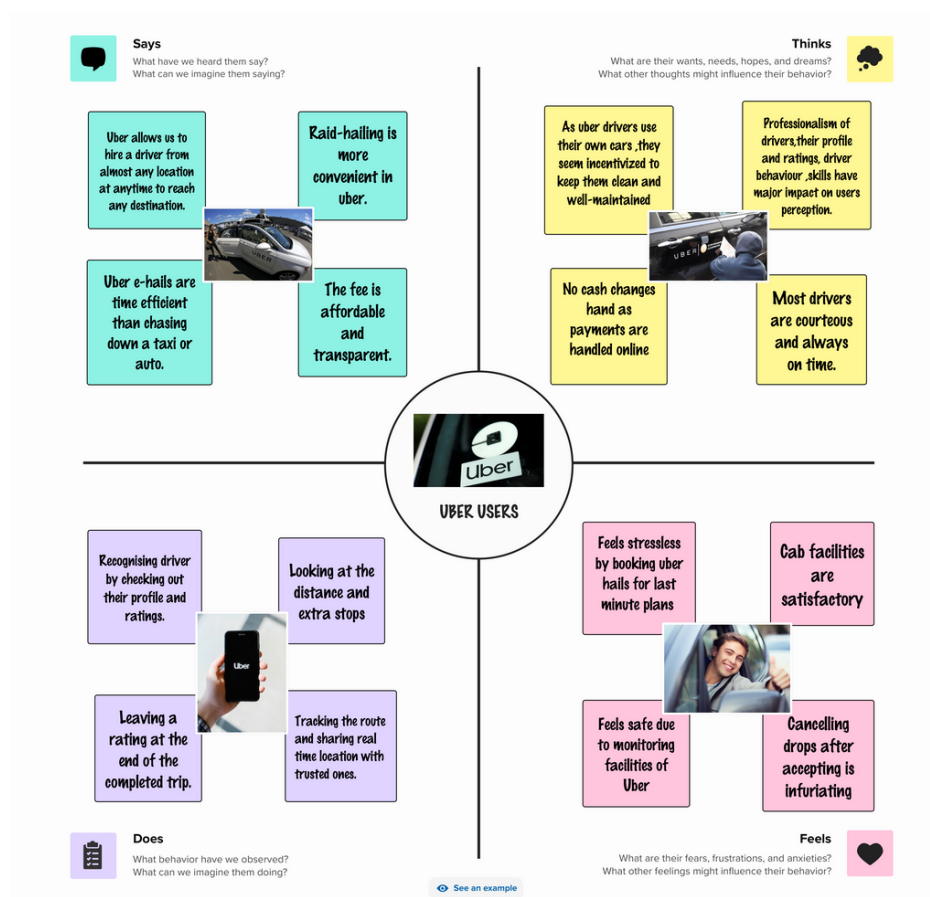 Says
What have we heard them say?
What can we imagine them saying?
Uber allows us to
hire a driver from
almost any location
at anytime to reach
any destination.
Raid-hailing is
more
convenient in
uber.
UBER
Uber e-hails are
time efficient
than chasing
down a taxi or
auto.
The fee is
affordable
and
transparent.
Thinks
What are their wants, needs, hopes, and dreams?
What other thoughts might influence their behavior?
As uber drivers use
their own cars ,they
seem incentivized to
keep them clean and
well-maintained
Professionalism of
drivers,their profile
and ratings, driver
behaviour ,skills have
major impact on users
perception.
UBER
No cash changes
hand as
payments are
handled online
Most drivers
are courteous
and always
on time.
Uber
UBER USERS
Recognising driver
by checking out
their profile and
ratings.
Looking at the
distance and
extra stops
Uber
Leaving a
rating at the
end of the
completed trip.
Tracking the route
and sharing real
time location with
trusted ones.
Does
What behavior have we observed?
What can we imagine them doing?
Feels stressless
by booking uber
hails for last
minute plans
Cab facilities
are
satisfactory
Feels safe due
to monitoring
facilities of
Uber
Cancelling
drops after
accepting is
infuriating
Feels
What are their fears, frustrations, and anxieties?
What other feelings might influence their behavior?
See an example